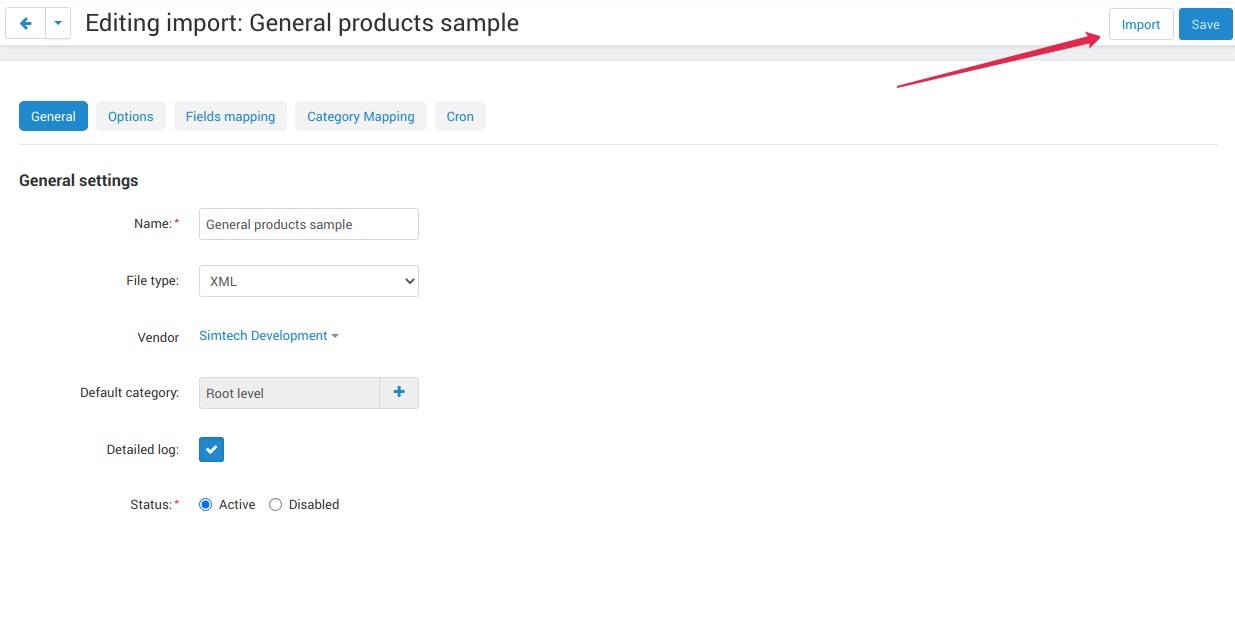 Editing import: General products sample
Import
Save
General
Options
Fields mapping
Category Mapping
Cron
General settings
Name:*
General products sample
File type:
XML
Vendor
Simtech Development
Default category:
Root level
Detailed log:
Status:*
Active
Disabled